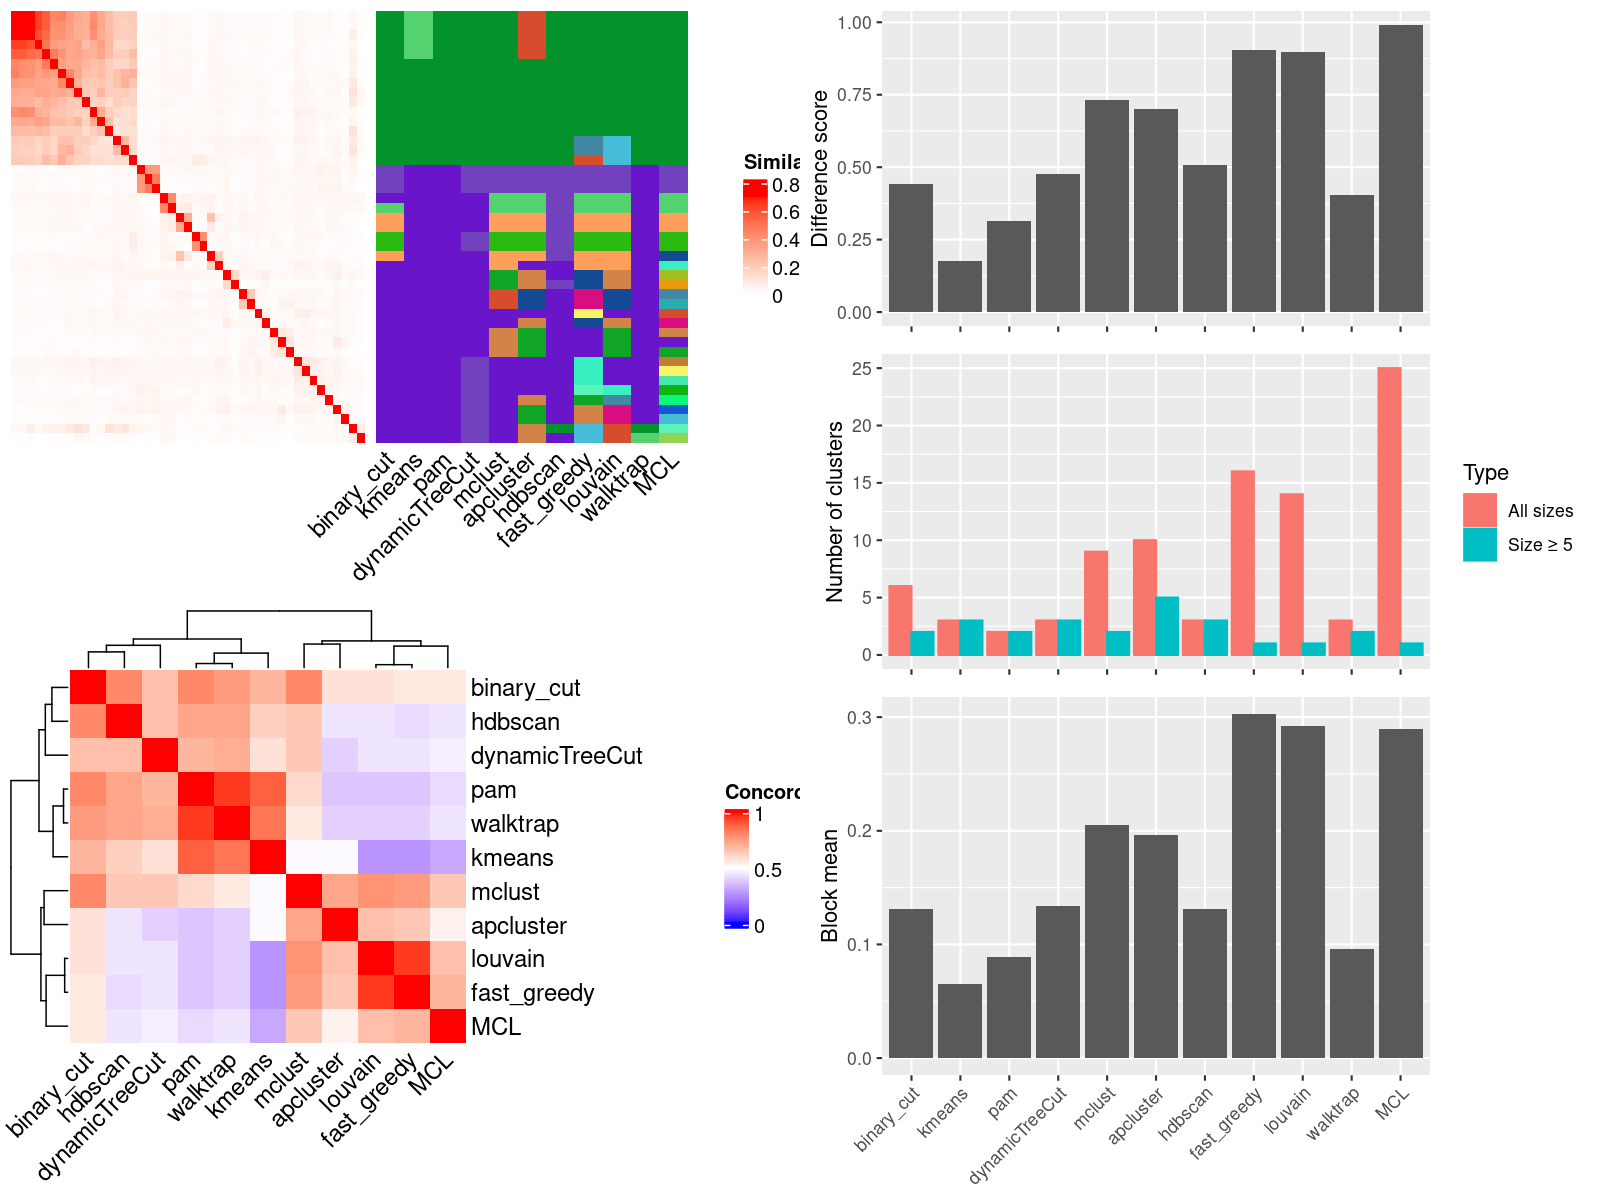 Simila
0.8
0.6
0.4
0.2
0
binary_cut
kmeans
pam
dynamicTreeCut
mclust
apcluster
hdbscan
fast_greedy
louvain
walktrap
MCL
Difference score
1.00
0.75
0.50
0.25
0.00
Number of clusters
25
20
15
10
5
0
Type
All sizes
Size ≥ 5
binary_cut
hdbscan
dynamicTreeCut
pam
walktrap
kmeans
mclust
apcluster
louvain
fast_greedy
MCL
binary_cut
hdbscan
dynamicTreeCut
pam
walktrap
kmeans
mclust
apcluster
louvain
fast_greedy
MCL
Concord
1
0.5
0
Block mean
0.3
0.2
0.1
0.0
binary_cut
kmeans
pam
dynamicTreeCut
mclust
apcluster
hdbscan
fast_greedy
louvain
walktrap
MCL